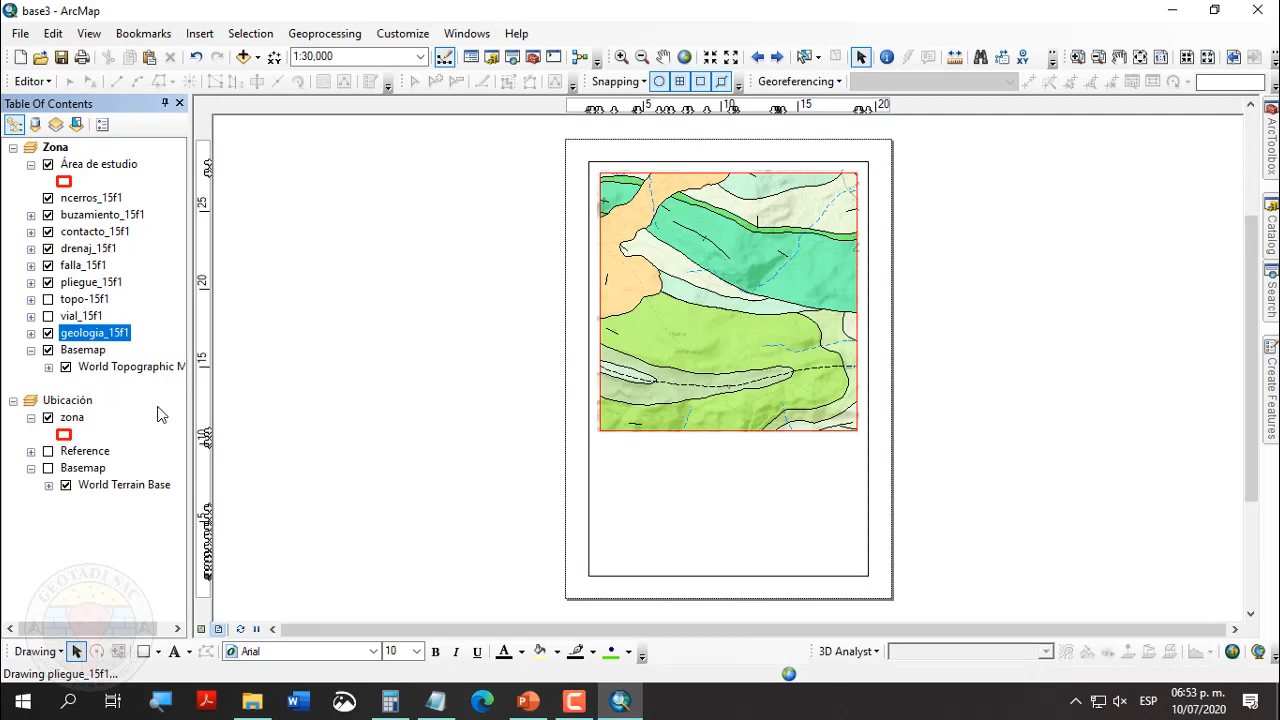 base3 - ArcMap
File Edit View Bookmarks Insert Selection Geoprocessing Customize Windows Help
1:30,000
Editor Snapping Georeferencing
Table Of Contents
5 10 15 20
Zona
Área de estudio
ncerros_15f1
buzamiento_15f1
contacto_15f1
drenaj_15f1
falla_15f1
pliegue_15f1
topo-15f1
vial_15f1
geologia_15f1
Basemap
World Topographic M
Ubicación
zona
Reference
Basemap
World Terrain Base
25
20
15
10
5
ArcToolbox
Catalog
Search
Create Features
GEOTADI SAC
Drawing A Arial 10 B I U A 3D Analyst
Drawing pliegue_15f1...
ESP
06:53 p. m.
10/07/2020